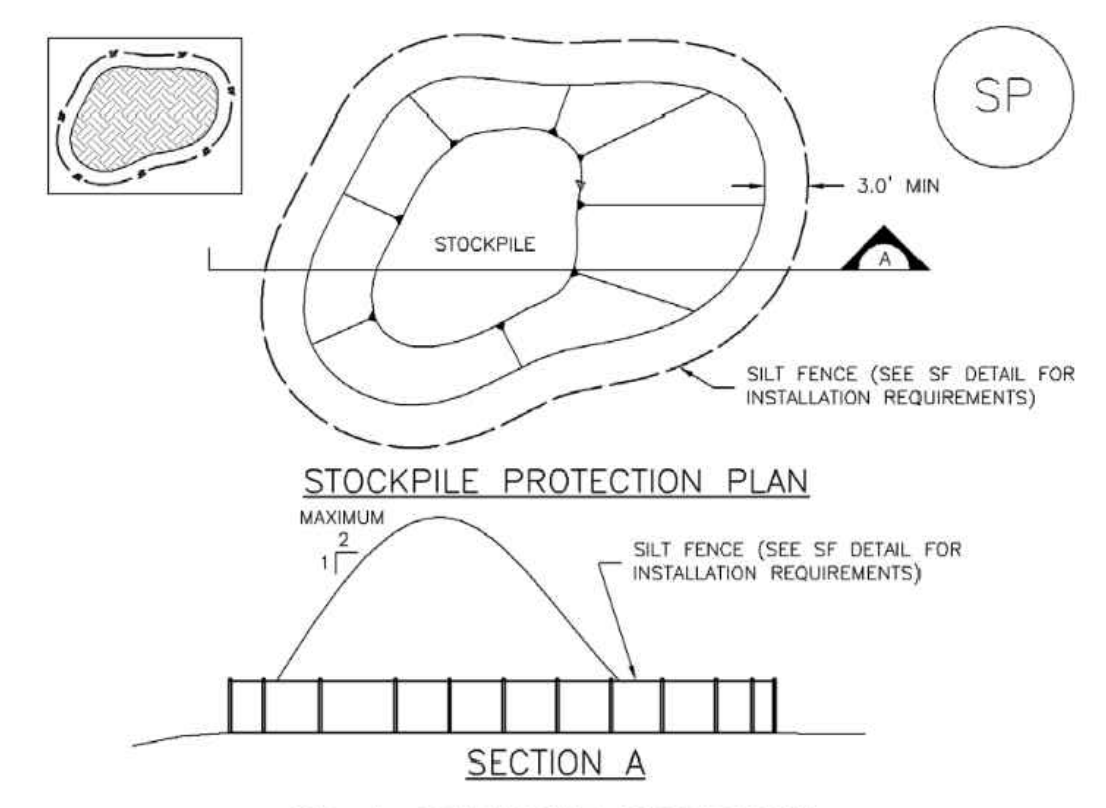 SP
3.0' MIN
STOCKPILE
A
SILT FENCE (SEE SF DETAIL FOR
INSTALLATION REQUIREMENTS)
STOCKPILE PROTECTION PLAN
MAXIMUM
2
1
SILT FENCE (SEE SF DETAIL FOR
INSTALLATION REQUIREMENTS)
SECTION A